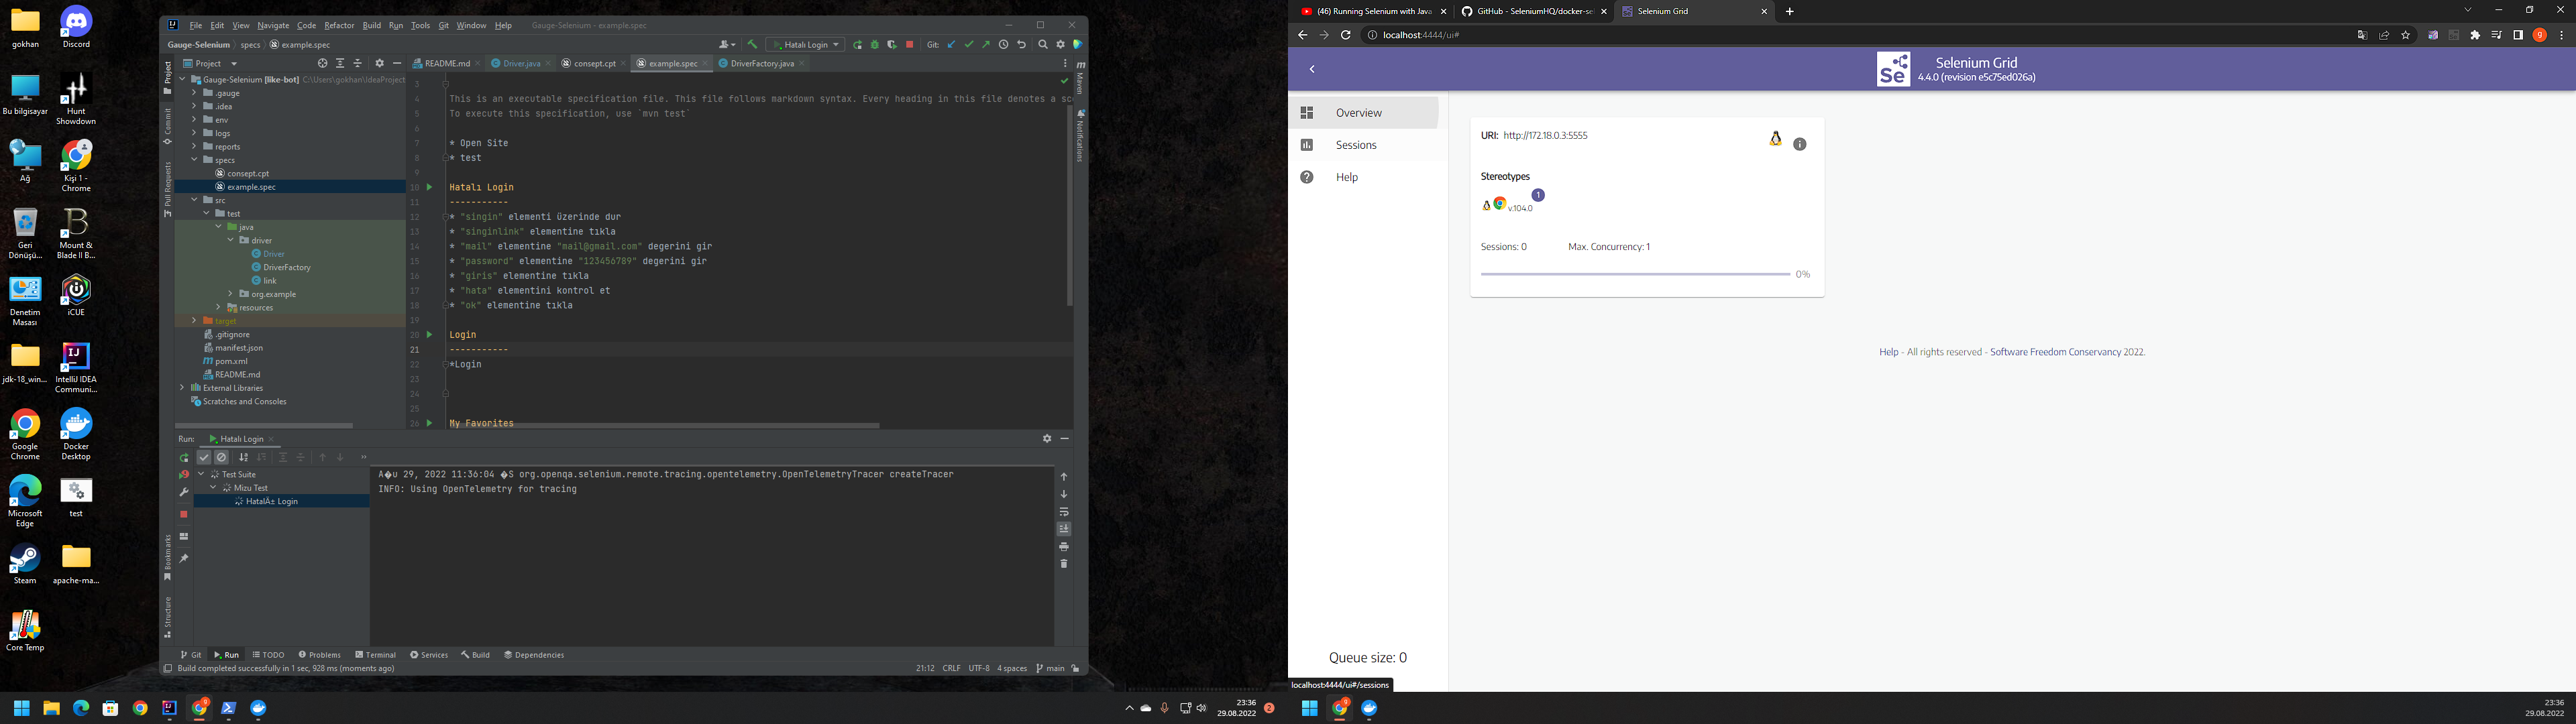 gokhan
Discord
Bu bilgisayar
Hunt Showdown
Ağ
Kişi 1 - Chrome
Geri Dönüşü...
Mount & Blade II B...
Denetim Masası
iCUE
jdk-18_win...
IntelliJ IDEA Communi...
Google Chrome
Docker Desktop
Microsoft Edge
test
Steam
apache-ma...
Core Temp
File Edit View Navigate Code Refactor Build Run Tools Git Window Help Gauge-Selenium - example.spec
Gauge-Selenium specs example.spec
Hatalı Login
Git:
Project
README.md Driver.java consept.cpt example.spec DriverFactory.java
Project
Commit
Pull Requests
Bookmarks
Structure
Maven
Notifications
Gauge-Selenium [like-bot] C:\Users\gokhan\IdeaProject
.gauge
.idea
env
logs
reports
specs
consept.cpt
example.spec
src
test
java
driver
Driver
DriverFactory
link
org.example
resources
target
.gitignore
manifest.json
pom.xml
README.md
External Libraries
Scratches and Consoles
3
4 This is an executable specification file. This file follows markdown syntax. Every heading in this file denotes a sce
5 To execute this specification, use `mvn test`
6
7 * Open Site
8 * test
9
10 Hatalı Login
11 -----------
12 * "singin" elementi üzerinde dur
13 * "singinlink" elementine tıkla
14 * "mail" elementine "mail@gmail.com" degerini gir
15 * "password" elementine "123456789" degerini gir
16 * "giris" elementine tıkla
17 * "hata" elementini kontrol et
18 * "ok" elementine tıkla
19
20 Login
21 -----------
22 *Login
23
24
25
26 My Favorites
Run: Hatalı Login
Test Suite
Mizu Test
HatalÄ± Login
A�u 29, 2022 11:36:04 �S org.openqa.selenium.remote.tracing.opentelemetry.OpenTelemetryTracer createTracer
INFO: Using OpenTelemetry for tracing
Git Run TODO Problems Terminal Services Build Dependencies
Build completed successfully in 1 sec, 928 ms (moments ago)
21:12 CRLF UTF-8 4 spaces main
23:36
29.08.2022
2
(46) Running Selenium with Java
GitHub - SeleniumHQ/docker-sel
Selenium Grid
localhost:4444/ui#
g
Se
Selenium Grid
4.4.0 (revision e5c75ed026a)
Overview
Sessions
Help
URI: http://172.18.0.3:5555
Stereotypes
v.104.0
1
Sessions: 0 Max. Concurrency: 1
0%
Help - All rights reserved - Software Freedom Conservancy 2022.
Queue size: 0
localhost:4444/ui#/sessions
23:36
29.08.2022